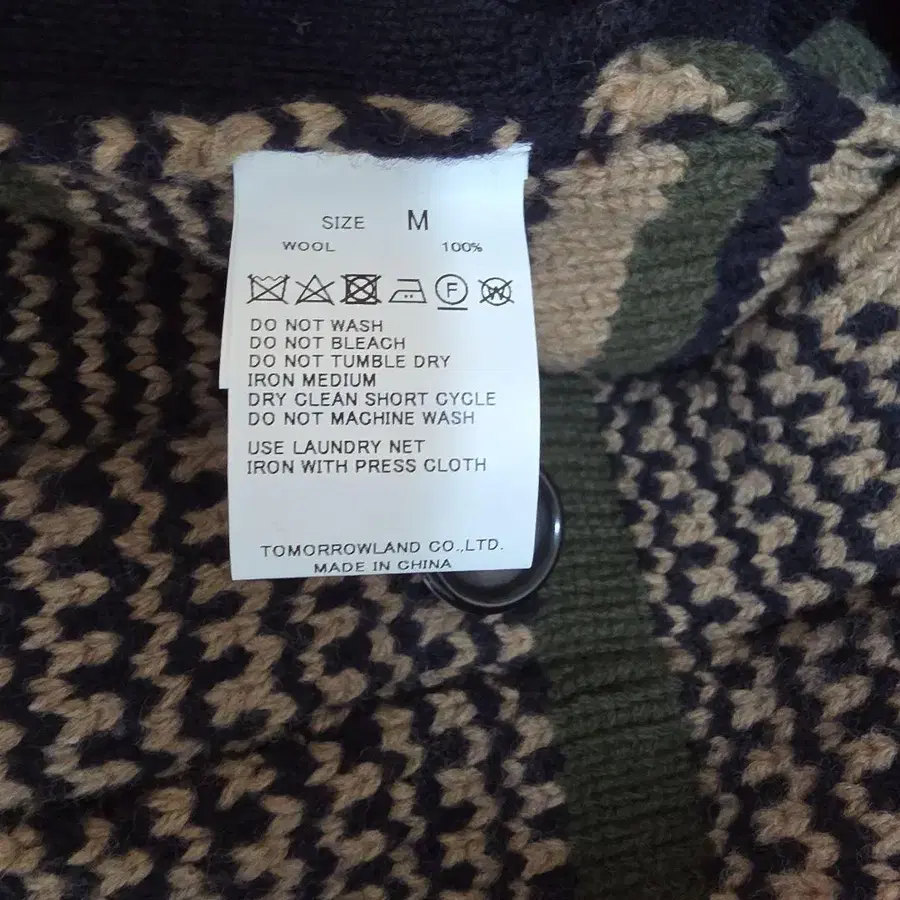 SIZE M
WOOL 100%
F W
DO NOT WASH
DO NOT BLEACH
DO NOT TUMBLE DRY
IRON MEDIUM
DRY CLEAN SHORT CYCLE
DO NOT MACHINE WASH
USE LAUNDRY NET
IRON WITH PRESS CLOTH
TOMORROWLAND CO.,LTD.
MADE IN CHINA